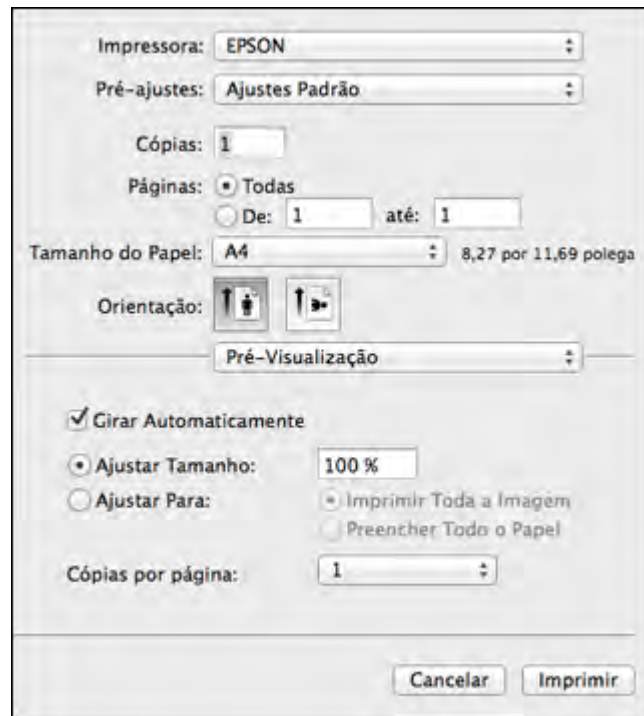 Impressora: EPSON
Pré-ajustes: Ajustes Padrão
Cópias: 1
Páginas: Todas
De: 1 até: 1
Tamanho do Papel: A4 8,27 por 11,69 polega
Orientação:
Pré-Visualização
Girar Automaticamente
Ajustar Tamanho: 100 %
Ajustar Para: Imprimir Toda a Imagem
Preencher Todo o Papel
Cópias por página: 1
Cancelar Imprimir